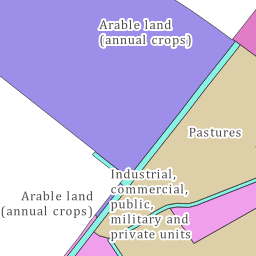 Arable land
(annual crops)
Pastures
Industrial,
commercial,
public,
military and
private units
Arable land
(annual crops)